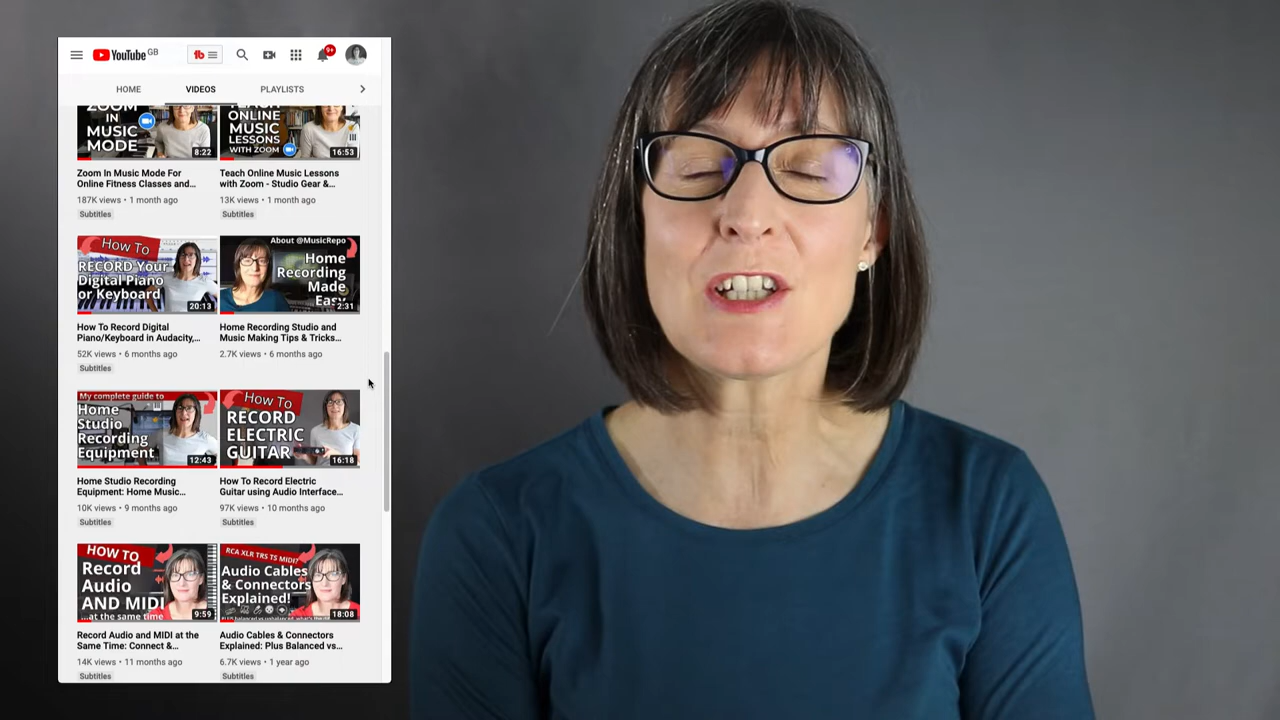 YouTube GB
9+
HOME
VIDEOS
PLAYLISTS
ZOOM
IN
MUSIC
MODE
8:22
TEACH
ONLINE
MUSIC
LESSONS
WITH ZOOM
16:53
Zoom In Music Mode For
Online Fitness Classes and...
187K views • 1 month ago
Subtitles
Teach Online Music Lessons
with Zoom - Studio Gear &...
13K views • 1 month ago
Subtitles
How To
RECORD Your
Digital Piano
or Keyboard
20:13
About @MusicRepo
Home
Recording
Made
Easy
2:31
How To Record Digital
Piano/Keyboard in Audacity,...
52K views • 6 months ago
Subtitles
Home Recording Studio and
Music Making Tips & Tricks...
2.7K views • 6 months ago
My complete guide to
Home
Studio
Recording
Equipment
12:43
How To
RECORD
ELECTRIC
GUITAR
16:18
Home Studio Recording
Equipment: Home Music...
10K views • 9 months ago
Subtitles
How To Record Electric
Guitar using Audio Interface...
97K views • 10 months ago
Subtitles
HOW TO
Record
Audio
AND MIDI
...at the same time
9:59
RCA XLR TRS TS MIDI?
Audio Cables
& Connectors
Explained!
18:08
Record Audio and MIDI at the
Same Time: Connect &...
14K views • 11 months ago
Subtitles
Audio Cables & Connectors
Explained: Plus Balanced vs...
6.7K views • 1 year ago
Subtitles